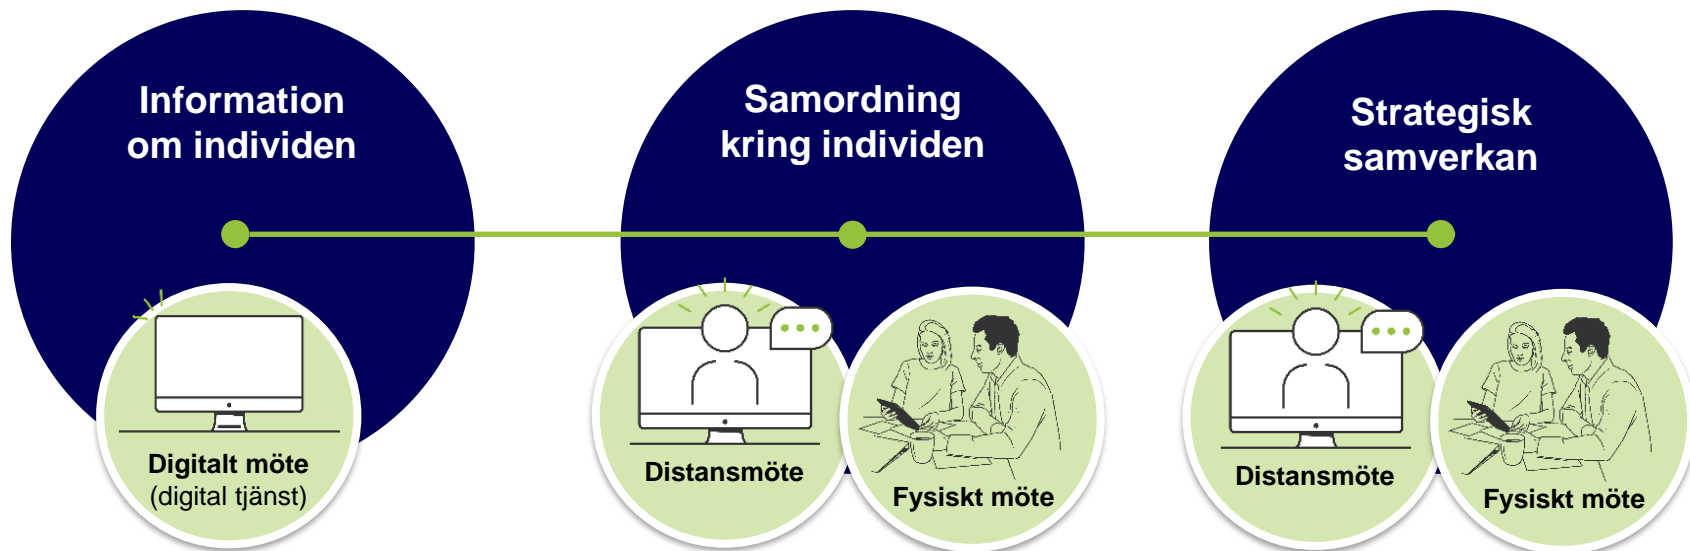 Information
om individen
Samordning
kring individen
Strategisk
samverkan
Digitalt möte
(digital tjänst)
Distansmöte
Fysiskt möte
Distansmöte
Fysiskt möte